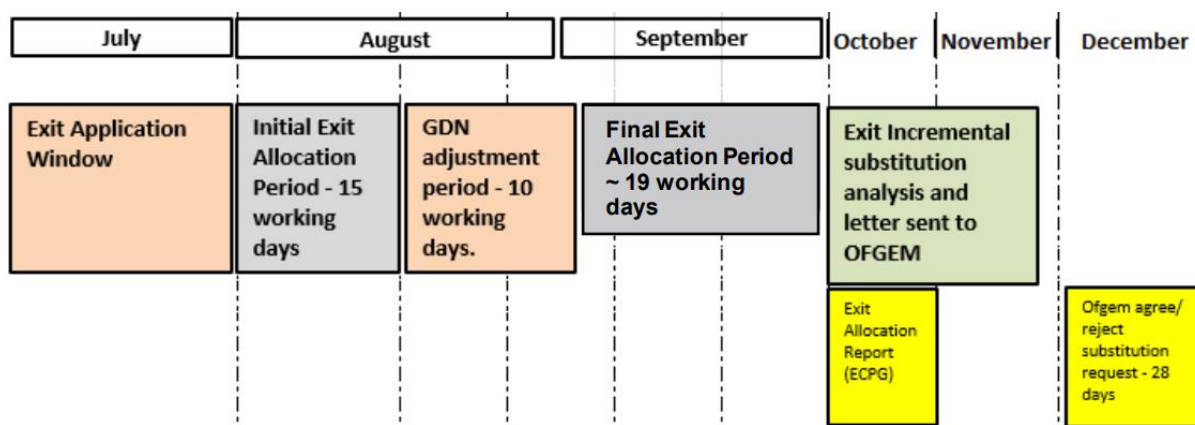 July
August
September
October
November
December
Exit Application
Window
Initial Exit
Allocation
Period - 15
working
days
GDN
adjustment
period - 10
working
days.
Final Exit
Allocation Period
~ 19 working
days
Exit Incremental
substitution
analysis and
letter sent to
OFGEM
Exit
Allocation
Report
(ECPG)
Ofgem agree/
reject
substitution
request - 28
days